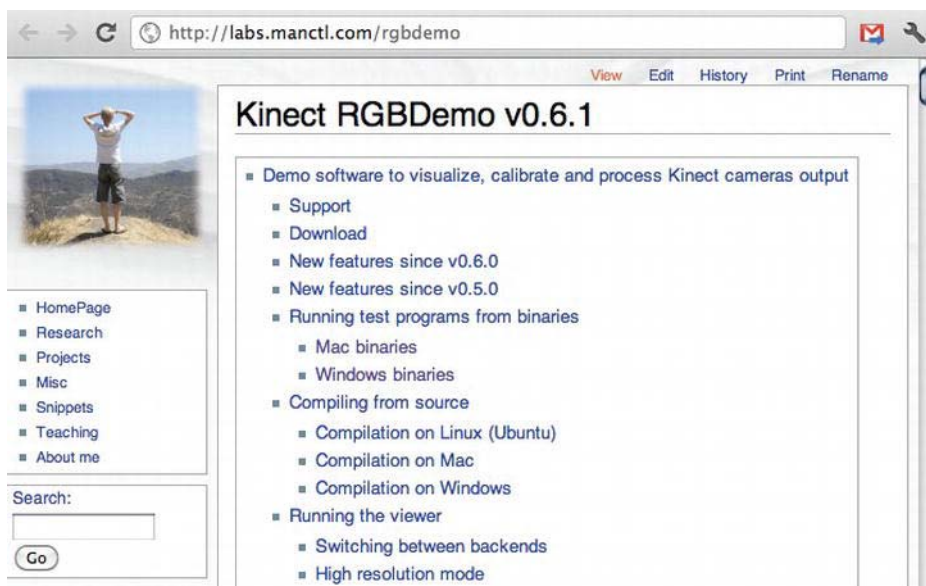 http://labs.manctl.com/rgbdemo
View Edit History Print Rename
Kinect RGBDemo v0.6.1
Demo software to visualize, calibrate and process Kinect cameras output
Support
Download
New features since v0.6.0
New features since v0.5.0
Running test programs from binaries
Mac binaries
Windows binaries
Compiling from source
Compilation on Linux (Ubuntu)
Compilation on Mac
Compilation on Windows
Running the viewer
Switching between backends
High resolution mode
HomePage
Research
Projects
Misc
Snippets
Teaching
About me
Search:
Go